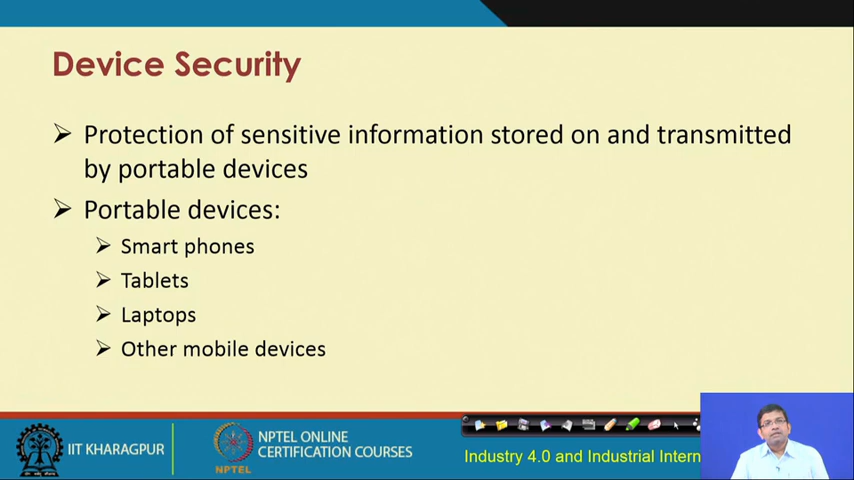 Device Security
Protection of sensitive information stored on and transmitted
by portable devices
Portable devices:
Smart phones
Tablets
Laptops
Other mobile devices
IIT KHARAGPUR
NPTEL
NPTEL ONLINE
CERTIFICATION COURSES
Industry 4.0 and Industrial Intern